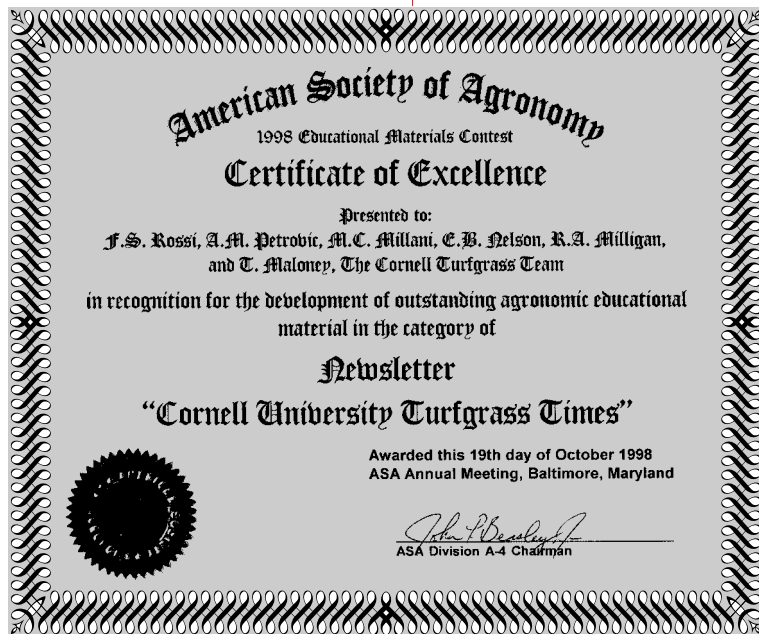 American Society of Agronomy
1998 Educational Materials Contest
Certificate of Excellence
Presented to:
F.S. Rossi, A.M. Petrovic, M.C. Millani, E.B. Nelson, R.A. Milligan,
and T. Maloney, The Cornell Turfgrass Team
in recognition for the development of outstanding agronomic educational
material in the category of
Newsletter
“Cornell University Turfgrass Times”
Awarded this 19th day of October 1998
ASA Annual Meeting, Baltimore, Maryland
John P. Beasley, Jr.
ASA Division A-4 Chairman